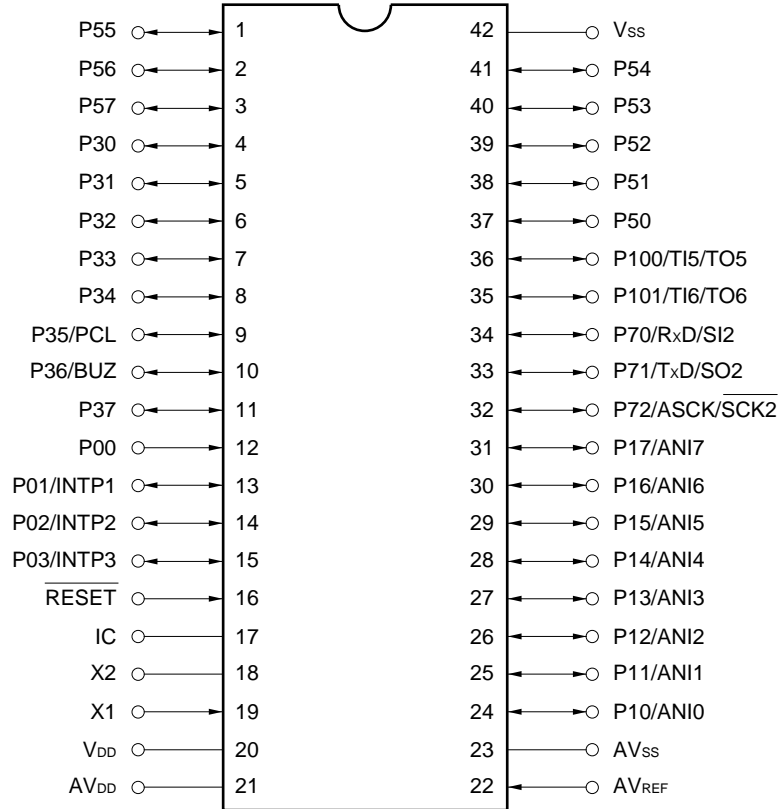 P55 1 42 VSS
P56 2 41 P54
P57 3 40 P53
P30 4 39 P52
P31 5 38 P51
P32 6 37 P50
P33 7 36 P100/TI5/TO5
P34 8 35 P101/TI6/TO6
P35/PCL 9 34 P70/RxD/SI2
P36/BUZ 10 33 P71/TxD/SO2
P37 11 32 P72/ASCK/SCK2
P00 12 31 P17/ANI7
P01/INTP1 13 30 P16/ANI6
P02/INTP2 14 29 P15/ANI5
P03/INTP3 15 28 P14/ANI4
RESET 16 27 P13/ANI3
IC 17 26 P12/ANI2
X2 18 25 P11/ANI1
X1 19 24 P10/ANI0
VDD 20 23 AVSS
AVDD 21 22 AVREF